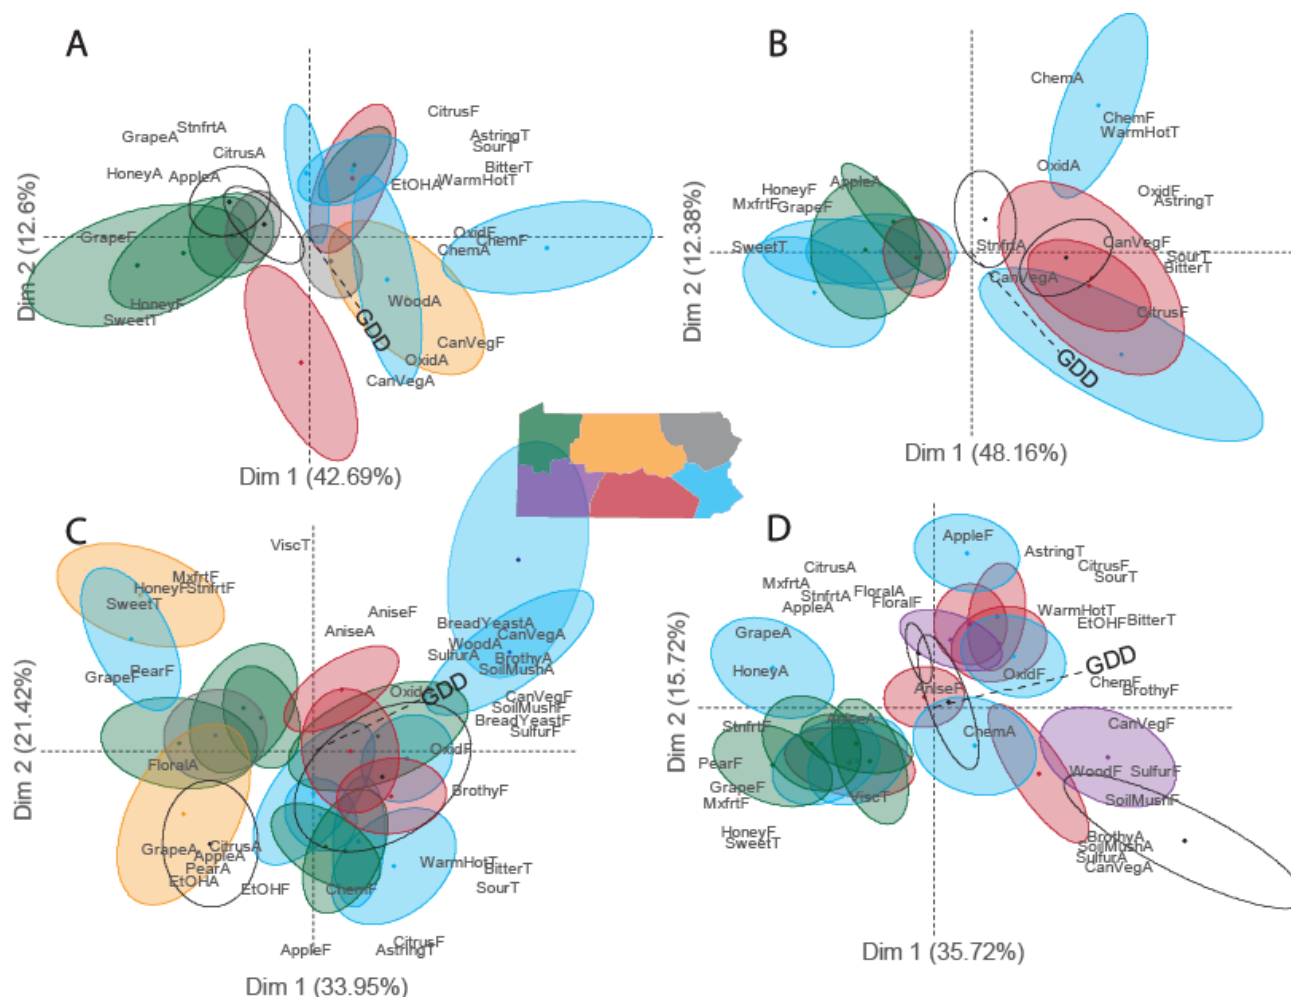 A
CitrusF
StnfrtA
GrapeA
AstringT
SourT
CitrusA
BitterT
HoneyA
AppleA
EtOHA
WarmHotT
GrapeF
OxidF
ChemF
ChemA
HoneyF
SweetT
WoodA
GDD
CanVegF
OxidA
CanVegA
Dim 2 (12.6%)
Dim 1 (42.69%)
B
ChemA
ChemF
WarmHotT
OxidA
AppleA
HoneyF
MxfrtF
GrapeF
OxidF
AstringT
SweetT
StnfrtA
CanVegF
SourT
BitterT
CanVegA
CitrusF
GDD
Dim 2 (12.38%)
Dim 1 (48.16%)
C
ViscT
MxfrtF
HoneyF
StnfrtF
SweetT
AniseF
AniseA
BreadYeastA
CanVegA
WoodA
SulfurA
BrothyA
SoilMushA
PearF
GrapeF
OxidA
GDD
CanVegF
SoilMushF
BreadYeastF
SulfurF
OxidF
FloralA
BrothyF
GrapeA
CitrusA
AppleA
PearA
EtOHA
EtOHF
ChemF
WarmHotT
BitterT
SourT
AppleF
CitrusF
AstringT
Dim 2 (21.42%)
Dim 1 (33.95%)
D
AppleF
AstringT
CitrusF
SourT
CitrusA
MxfrtA
StnfrtA
FloralA
AppleA
FloralF
WarmHotT
EtOHF
BitterT
GrapeA
HoneyA
OxidF
GDD
ChemF
BrothyF
AniseF
StnfrtF
AniseA
ChemA
CanVegF
PearF
WoodF
SulfurF
GrapeF
MxfrtF
ViscT
SoilMushF
HoneyF
SweetT
BrothyA
SoilMushA
SulfurA
CanVegA
Dim 2 (15.72%)
Dim 1 (35.72%)